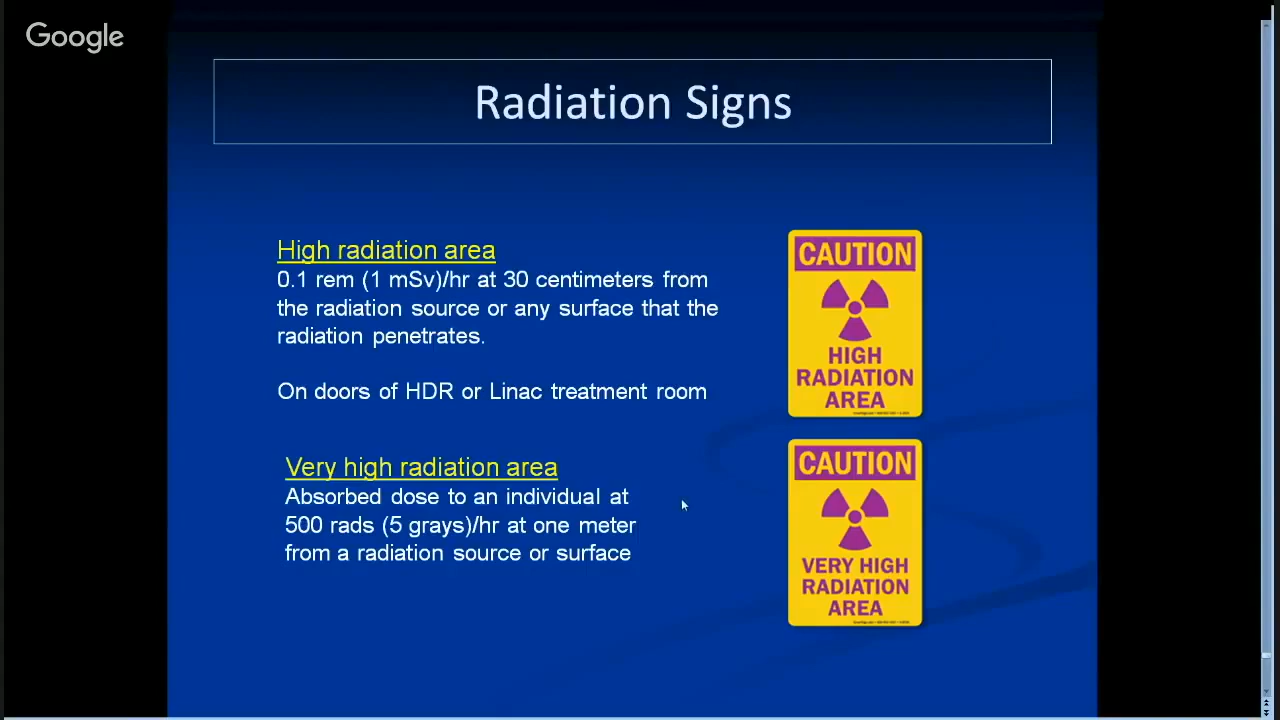 Google
Radiation Signs
High radiation area
0.1 rem (1 mSv)/hr at 30 centimeters from
the radiation source or any surface that the
radiation penetrates.
On doors of HDR or Linac treatment room
CAUTION
HIGH
RADIATION
AREA
Very high radiation area
Absorbed dose to an individual at
500 rads (5 grays)/hr at one meter
from a radiation source or surface
CAUTION
VERY HIGH
RADIATION
AREA